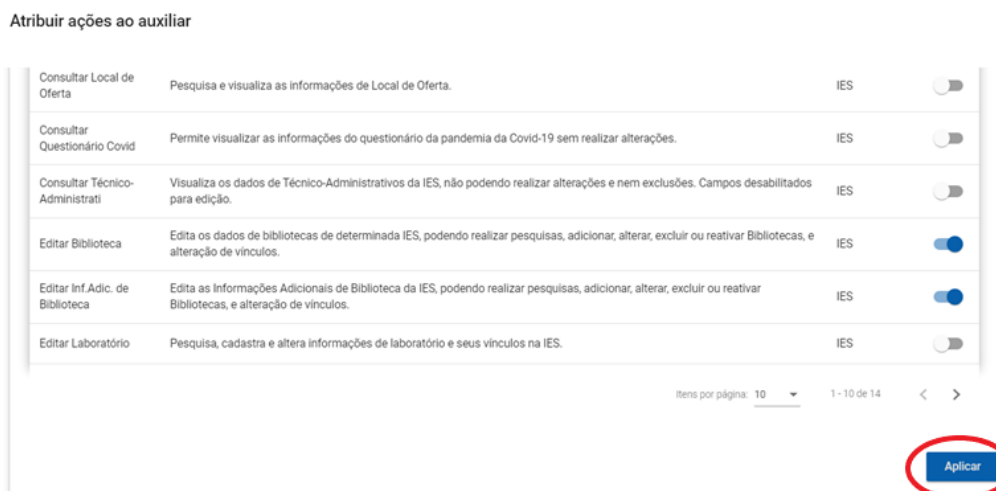 Atribuir ações ao auxiliar
Consultar Local de
Oferta
Pesquisa e visualiza as informações de Local de Oferta.
IES
Consultar
Questionário Covid
Permite visualizar as informações do questionário da pandemia da Covid-19 sem realizar alterações.
IES
Consultar Técnico-
Administrati
Visualiza os dados de Técnico-Administrativos da IES, não podendo realizar alterações e nem exclusões. Campos desabilitados
para edição.
IES
Editar Biblioteca
Edita os dados de bibliotecas de determinada IES, podendo realizar pesquisas, adicionar, alterar, excluir ou reativar Bibliotecas, e
alteração de vínculos.
IES
Editar Inf.Adic. de
Biblioteca
Edita as Informações Adicionais de Biblioteca da IES, podendo realizar pesquisas, adicionar, alterar, excluir ou reativar
Bibliotecas, e alteração de vínculos.
IES
Editar Laboratório
Pesquisa, cadastra e altera informações de laboratório e seus vínculos na IES.
IES
Itens por página: 10
1 - 10 de 14
Aplicar